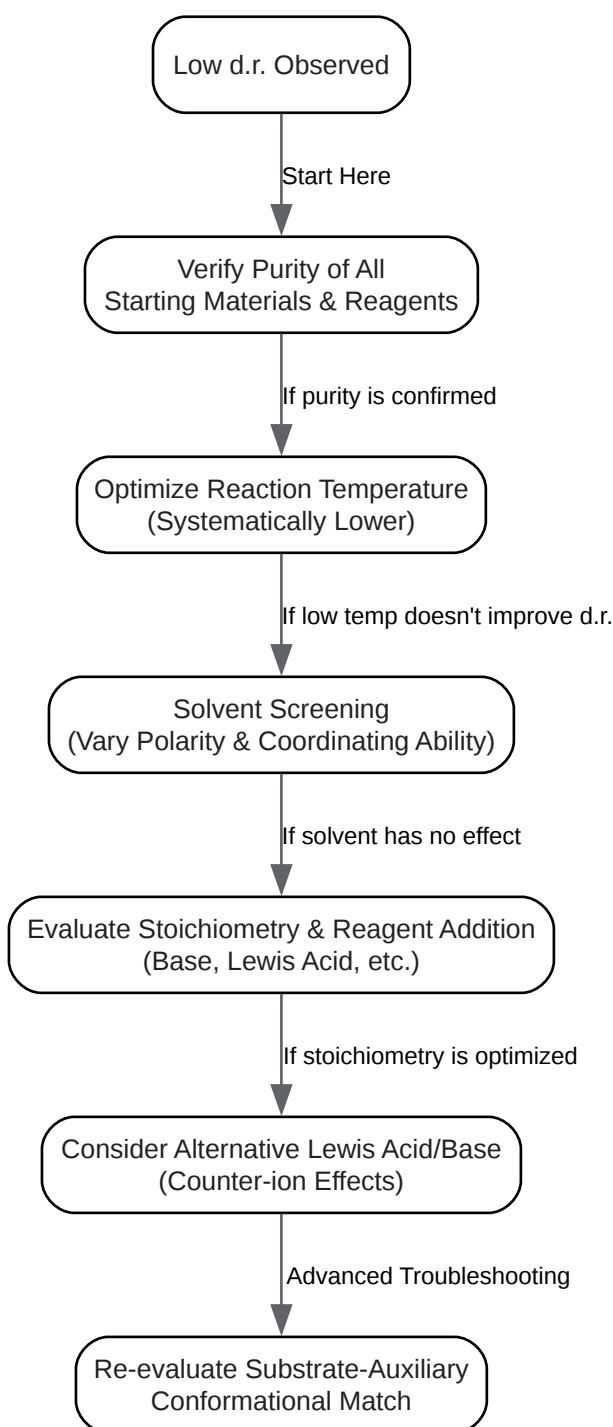 Low d.r. Observed
Start Here
Verify Purity of All
Starting Materials & Reagents
If purity is confirmed
Optimize Reaction Temperature
(Systematically Lower)
If low temp doesn't improve d.r.
Solvent Screening
(Vary Polarity & Coordinating Ability)
If solvent has no effect
Evaluate Stoichiometry & Reagent Addition
(Base, Lewis Acid, etc.)
If stoichiometry is optimized
Consider Alternative Lewis Acid/Base
(Counter-ion Effects)
Advanced Troubleshooting
Re-evaluate Substrate-Auxiliary
Conformational Match